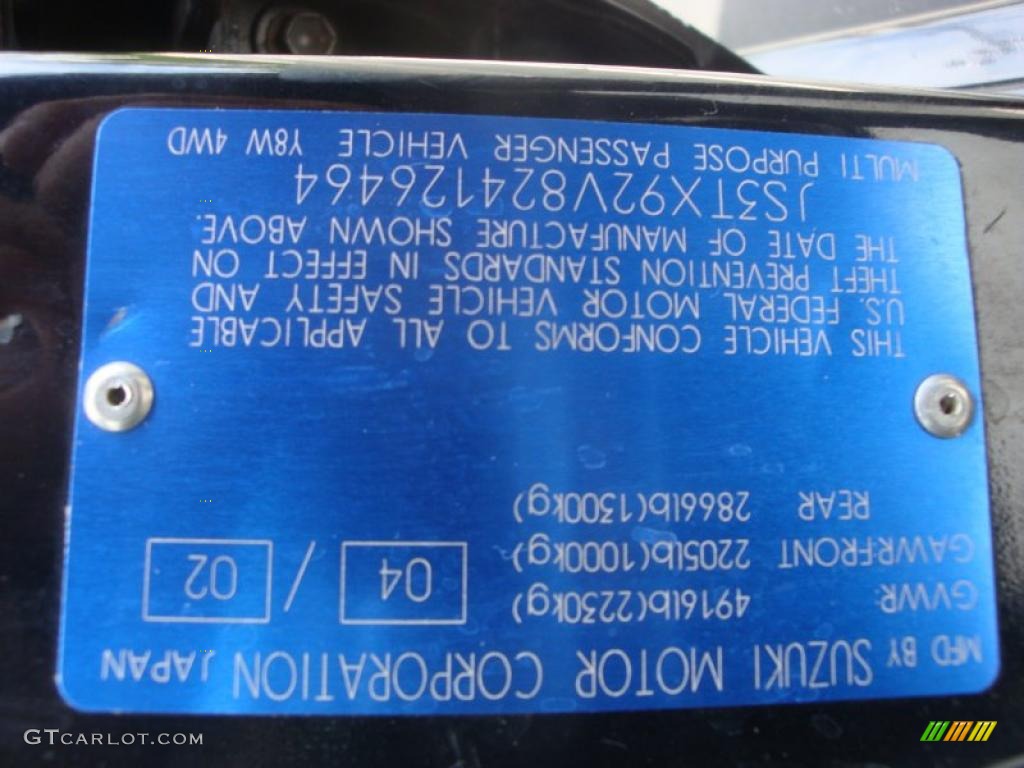 MFD BY SUZUKI MOTOR CORPORATION JAPAN
GVWR: 4916lb(2230kg) 04 / 02
GAWR:FRONT 2205lb(1000kg)
REAR 2866lb(1300kg)
THIS VEHICLE CONFORMS TO ALL APPLICABLE
U.S. FEDERAL MOTOR VEHICLE SAFETY AND
THEFT PREVENTION STANDARDS IN EFFECT ON
THE DATE OF MANUFACTURE SHOWN ABOVE.
JS3TX92V824126464
MULTI PURPOSE PASSENGER VEHICLE Y8W 4WD
GTCARLOT.COM